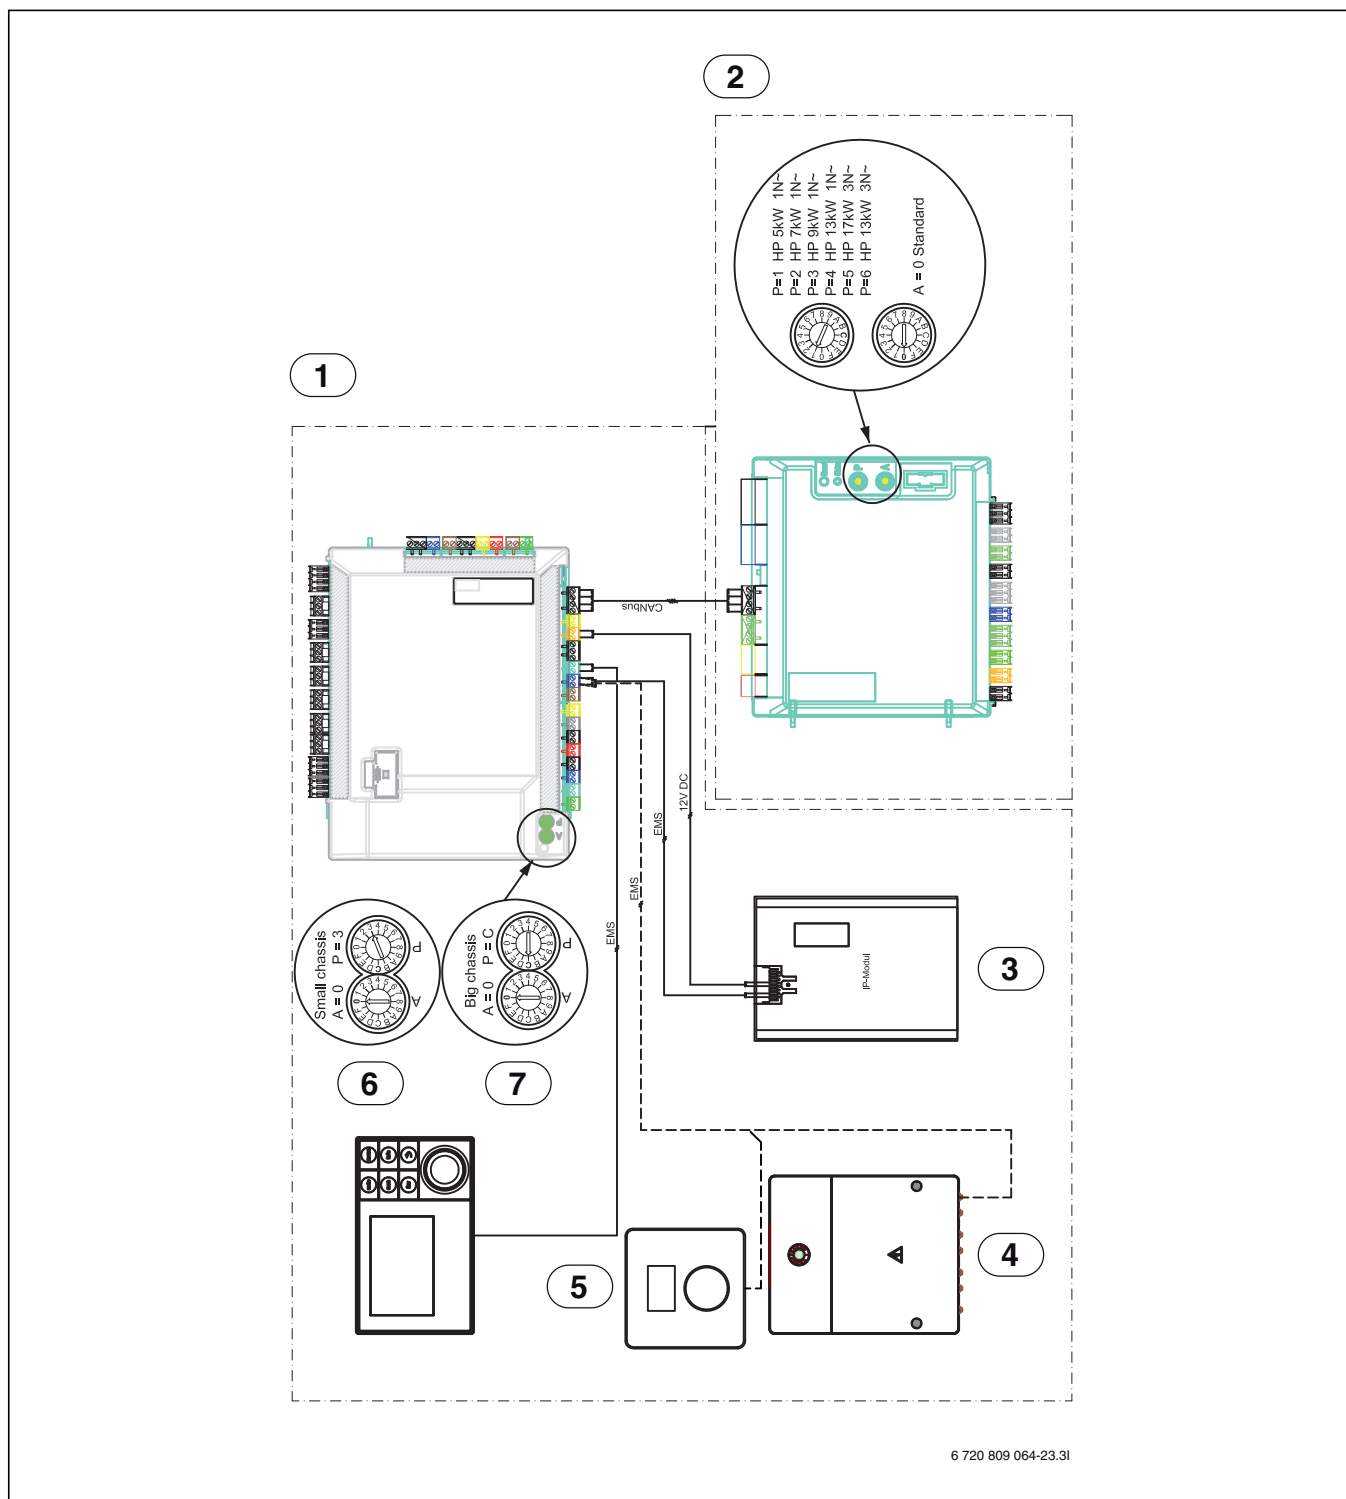 2
P=1 HP 5kW 1N~
P=2 HP 7kW 1N~
P=3 HP 9kW 1N~
P=4 HP 13kW 1N~
P=5 HP 17kW 3N~
P=6 HP 13kW 3N~
A = 0 Standard
1
P
A
CANbus
12V DC
EMS
EMS
EMS
P
A
Small chassis
A = 0 P = 3
P
A
Big chassis
A = 0 P = C
P
A
IP-Modul
3
6
7
5
4
6 720 809 064-23.3I